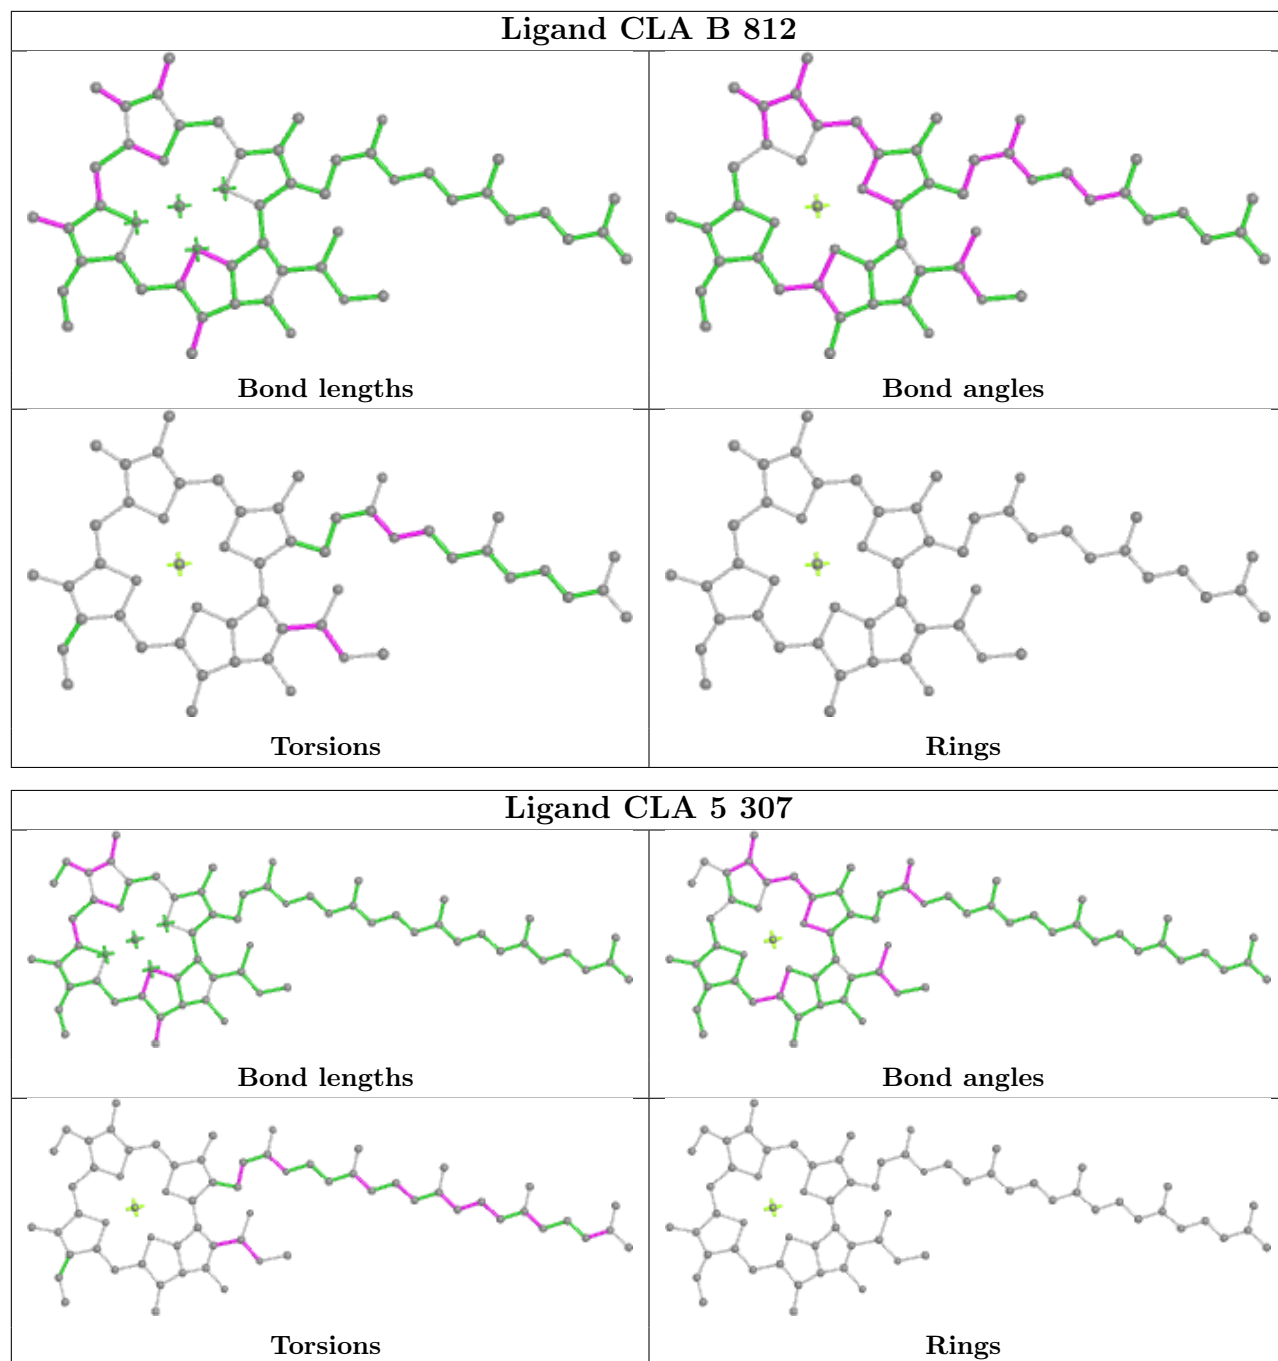 Ligand CLA B 812
Bond lengths
Bond angles
Torsions
Rings
Ligand CLA 5 307
Bond lengths
Bond angles
Torsions
Rings